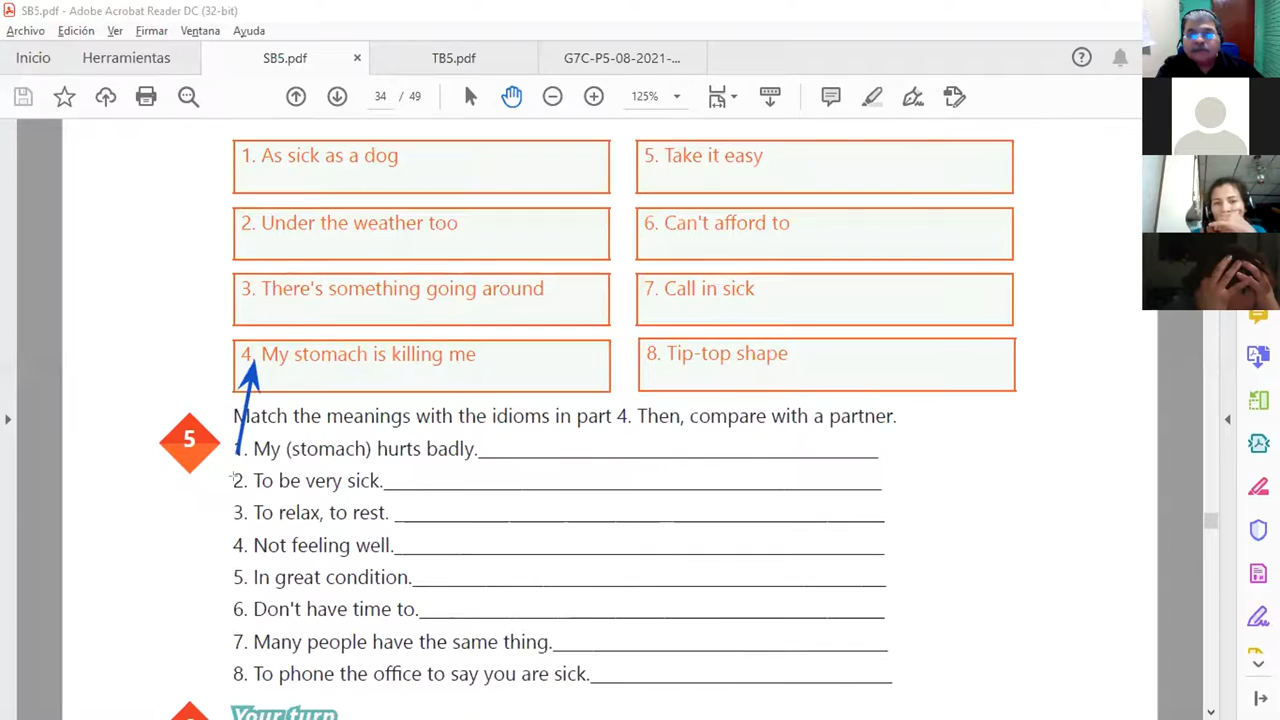 SB5.pdf - Adobe Acrobat Reader DC (32-bit)
Archivo Edición Ver Firmar Ventana Ayuda
Inicio Herramientas SB5.pdf × TB5.pdf G7C-P5-08-2021-...
34 / 49 125%
1. As sick as a dog
5. Take it easy
2. Under the weather too
6. Can't afford to
3. There's something going around
7. Call in sick
4. My stomach is killing me
8. Tip-top shape
5
Match the meanings with the idioms in part 4. Then, compare with a partner.
1. My (stomach) hurts badly.
2. To be very sick.
3. To relax, to rest.
4. Not feeling well.
5. In great condition.
6. Don't have time to.
7. Many people have the same thing.
8. To phone the office to say you are sick.
Your turn